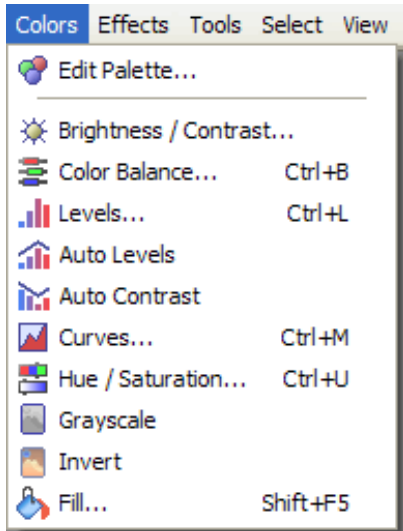 Colors Effects Tools Select View
Edit Palette...
Brightness / Contrast...
Color Balance... Ctrl+B
Levels... Ctrl+L
Auto Levels
Auto Contrast
Curves... Ctrl+M
Hue / Saturation... Ctrl+U
Grayscale
Invert
Fill... Shift+F5